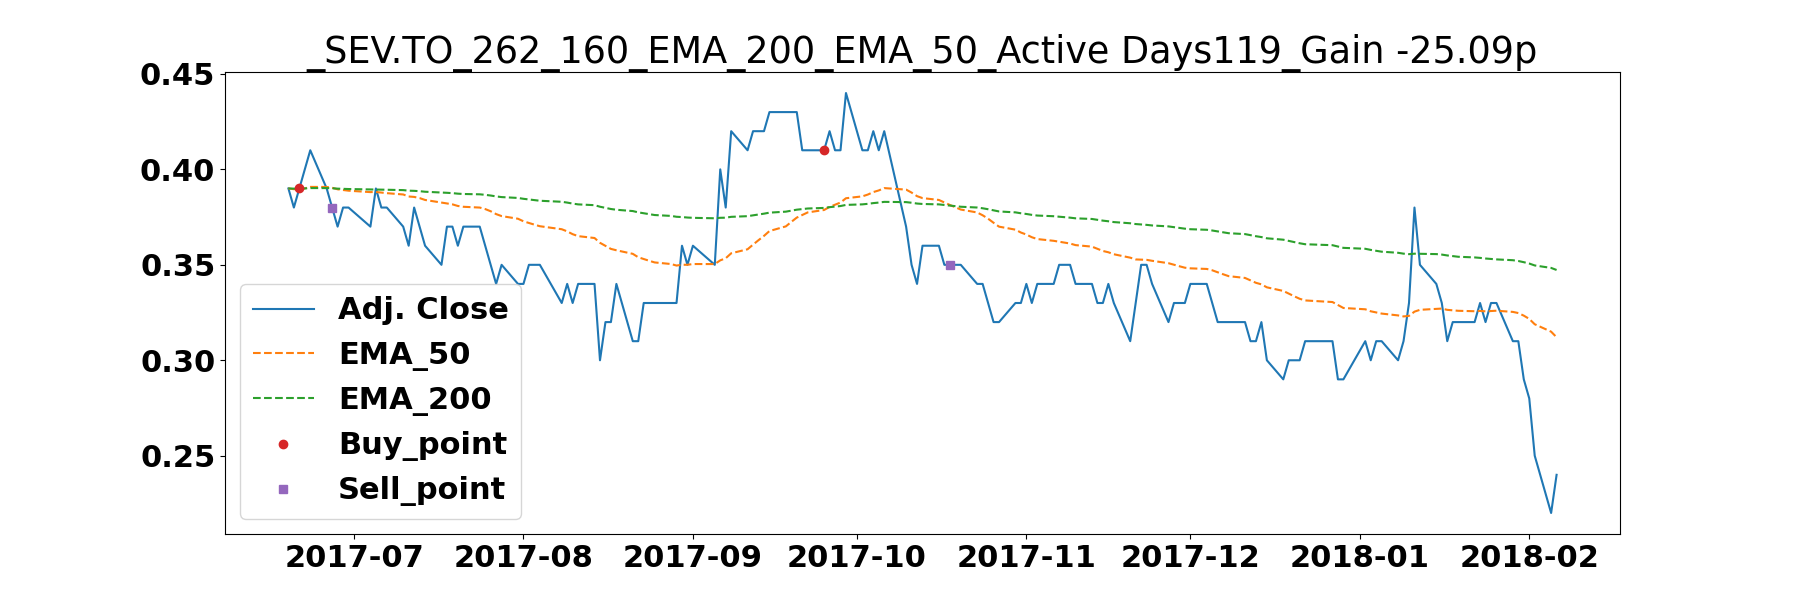 _SEV.TO_262_160_EMA_200_EMA_50_Active Days119_Gain -25.09p
0.45
0.40
0.35
0.30
0.25
Adj. Close
EMA_50
EMA_200
Buy_point
Sell_point
2017-07 2017-08 2017-09 2017-10 2017-11 2017-12 2018-01 2018-02